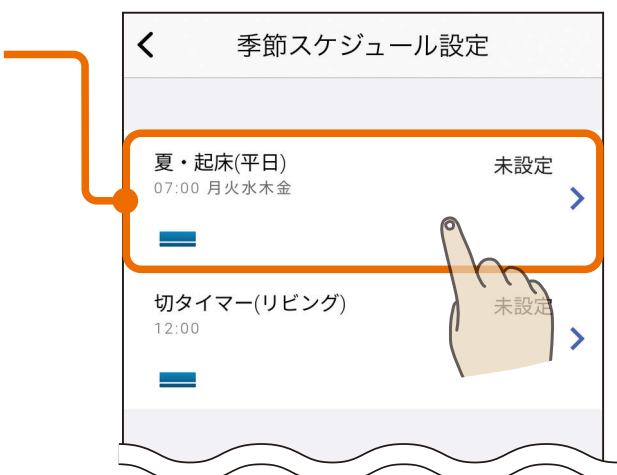 季節スケジュール設定
夏・起床(平日) 未設定
07:00 月火水木金
切タイマー(リビング) 未設定
12:00